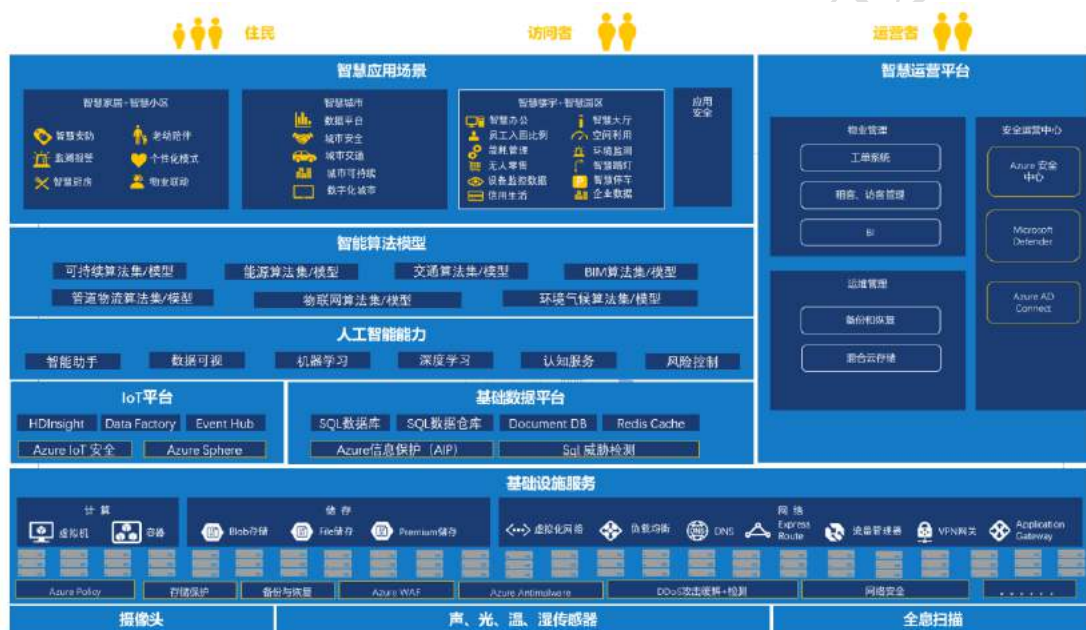 住民
访问者
运营者
智慧应用场景
智慧家居+智慧小区
智慧安防
老幼陪伴
监测报警
个性化模式
智慧厨房
物业联动
智慧城市
数据平台
城市安全
城市交通
城市可持续
数字化城市
智慧楼宇+智慧园区
智慧办公
智慧大厅
员工入园比例
空间利用
能耗管理
环境监测
无人零售
智慧路灯
设备监控数据
智慧停车
信用生活
企业数据
应用
安全
智慧运营平台
物业管理
工单系统
租客、访客管理
BI
运维管理
备份和恢复
混合云存储
安全运营中心
Azure 安全
中心
Microsoft
Defender
Azure AD
Connect
智能算法模型
可持续算法集/模型
能源算法集/模型
交通算法集/模型
BIM算法集/模型
管道物流算法集/模型
物联网算法集/模型
环境气候算法集/模型
人工智能能力
智能助手
数据可视
机器学习
深度学习
认知服务
风险控制
IoT平台
HDInsight
Data Factory
Event Hub
Azure IoT 安全
Azure Sphere
基础数据平台
SQL数据库
SQL数据仓库
Document DB
Redis Cache
Azure信息保护（AIP）
Sql 威胁检测
基础设施服务
计 算
虚拟机
容器
储 存
Blob存储
File储存
Premium储存
网 络
虚拟化网络
负载均衡
DNS
Express
Route
流量管理器
VPN网关
Application
Gateway
Azure Policy
存储保护
备份与恢复
Azure WAF
Azure Antimalware
DDoS攻击缓解+检测
网络安全
......
摄像头
声、光、温、湿传感器
全息扫描